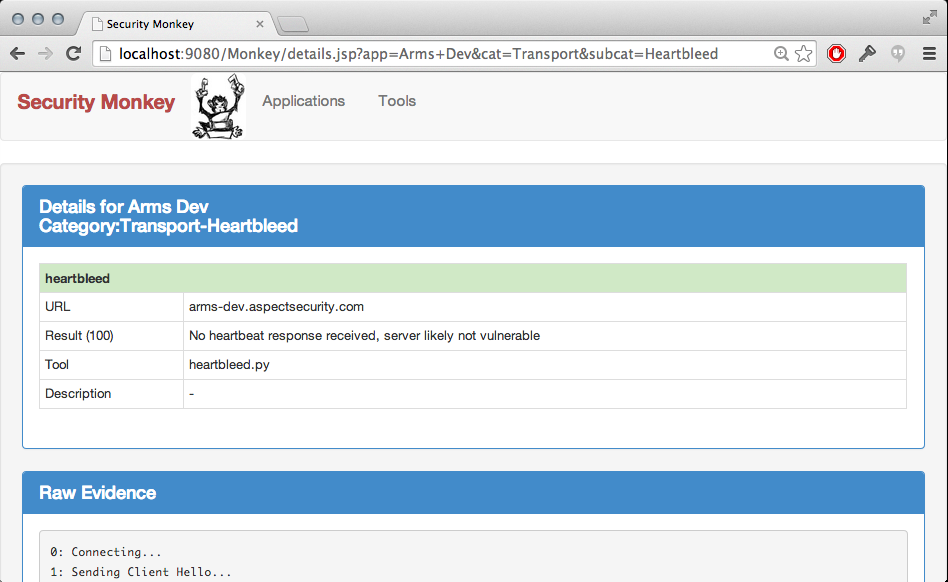 Security Monkey
localhost:9080/Monkey/details.jsp?app=Arms+Dev&cat=Transport&subcat=Heartbleed
Security Monkey Applications Tools
Details for Arms Dev
Category:Transport-Heartbleed
heartbleed
URL arms-dev.aspectsecurity.com
Result (100) No heartbeat response received, server likely not vulnerable
Tool heartbleed.py
Description -
Raw Evidence
0: Connecting...
1: Sending Client Hello...